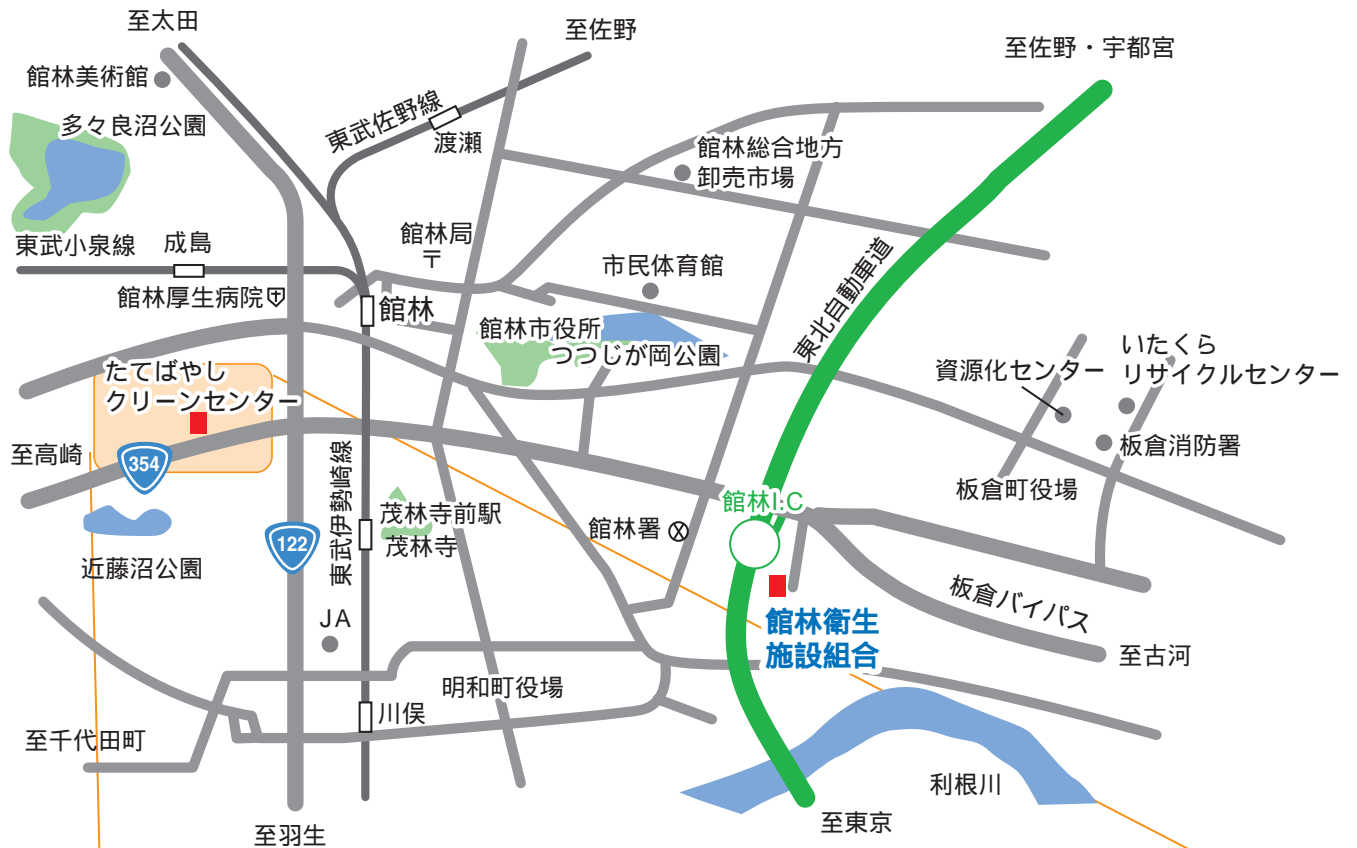 至太田
至佐野
至佐野・宇都宮
館林美術館
多々良沼公園
東武佐野線
渡瀬
館林総合地方
卸売市場
東武小泉線
成島
館林局
〒
市民体育館
館林厚生病院
館林
館林市役所
つつじが岡公園
東北自動車道
たてばやし
クリーンセンター
資源化センター
いたくら
リサイクルセンター
至高崎
354
板倉消防署
板倉町役場
東武伊勢崎線
茂林寺前駅
茂林寺
館林I.C
館林署
122
近藤沼公園
JA
館林衛生
施設組合
板倉バイパス
至古河
明和町役場
川俣
至千代田町
利根川
至東京
至羽生